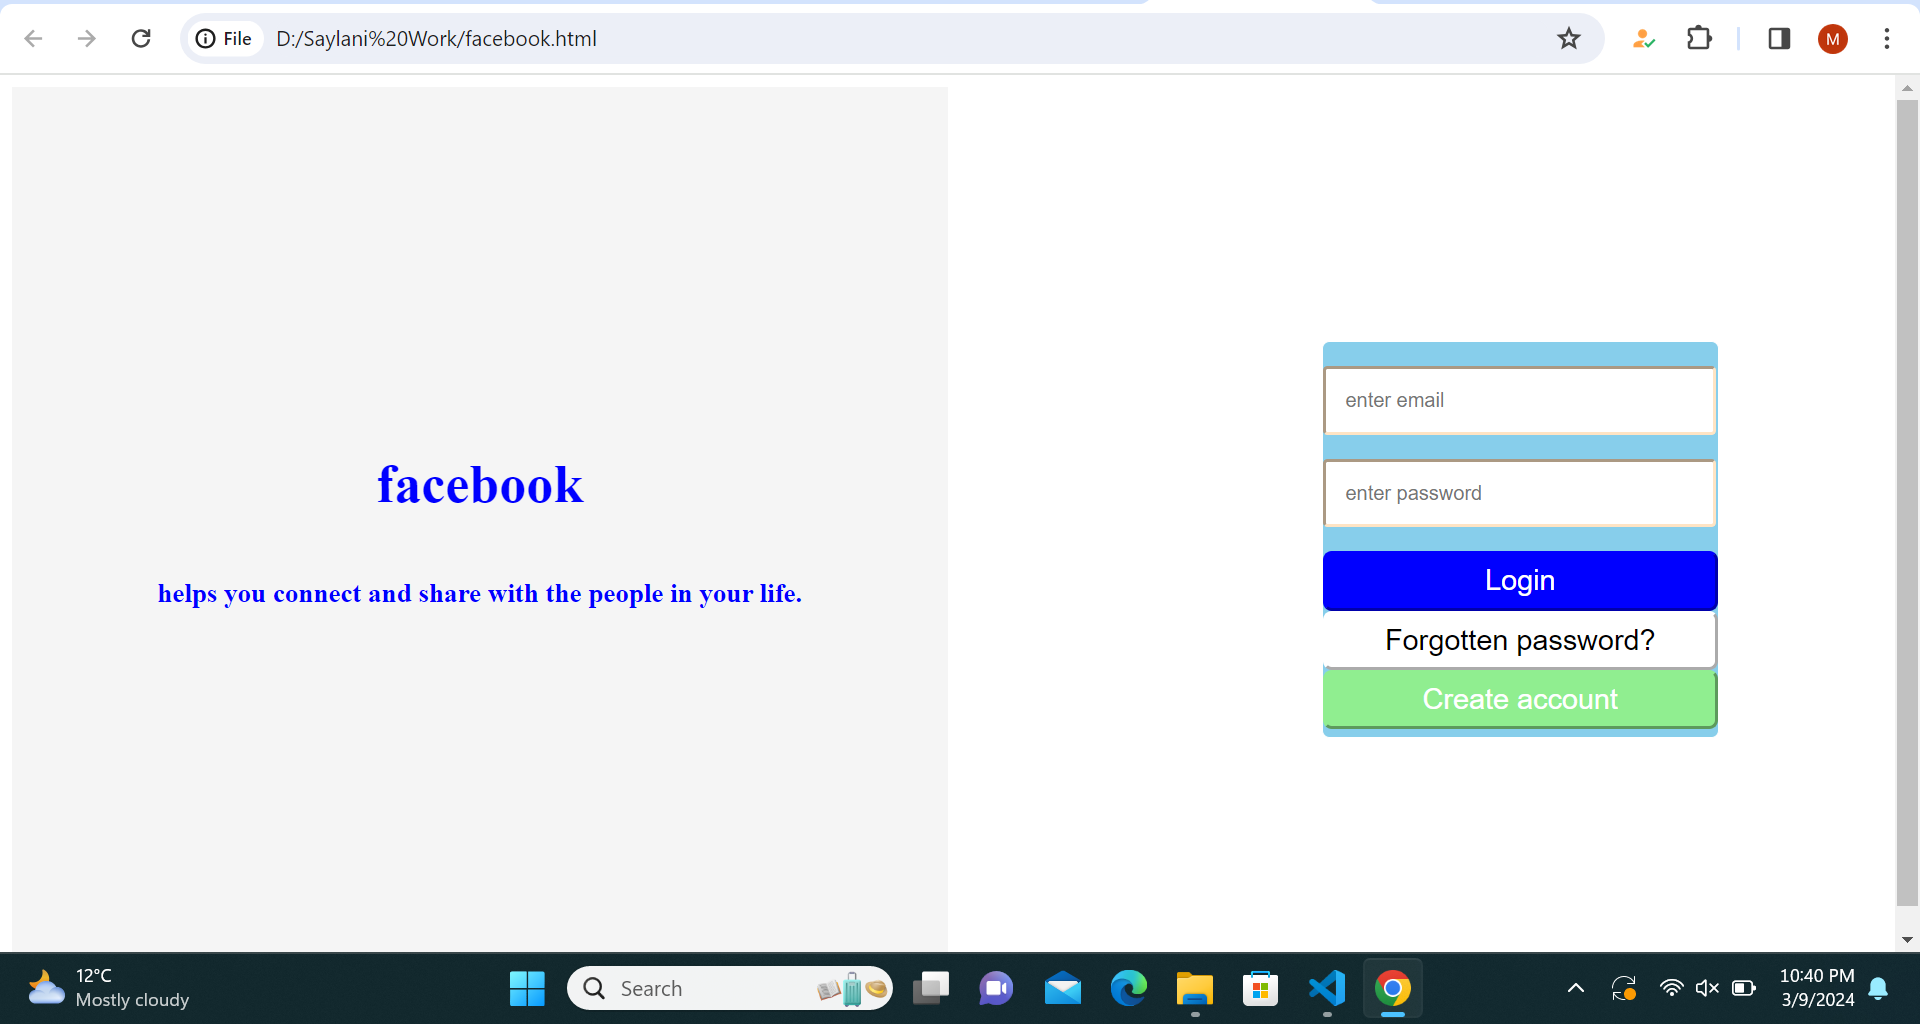 File
D:/Saylani%20Work/facebook.html
M
facebook
helps you connect and share with the people in your life.
enter email
enter password
Login
Forgotten password?
Create account
12°C
Mostly cloudy
Search
10:40 PM
3/9/2024